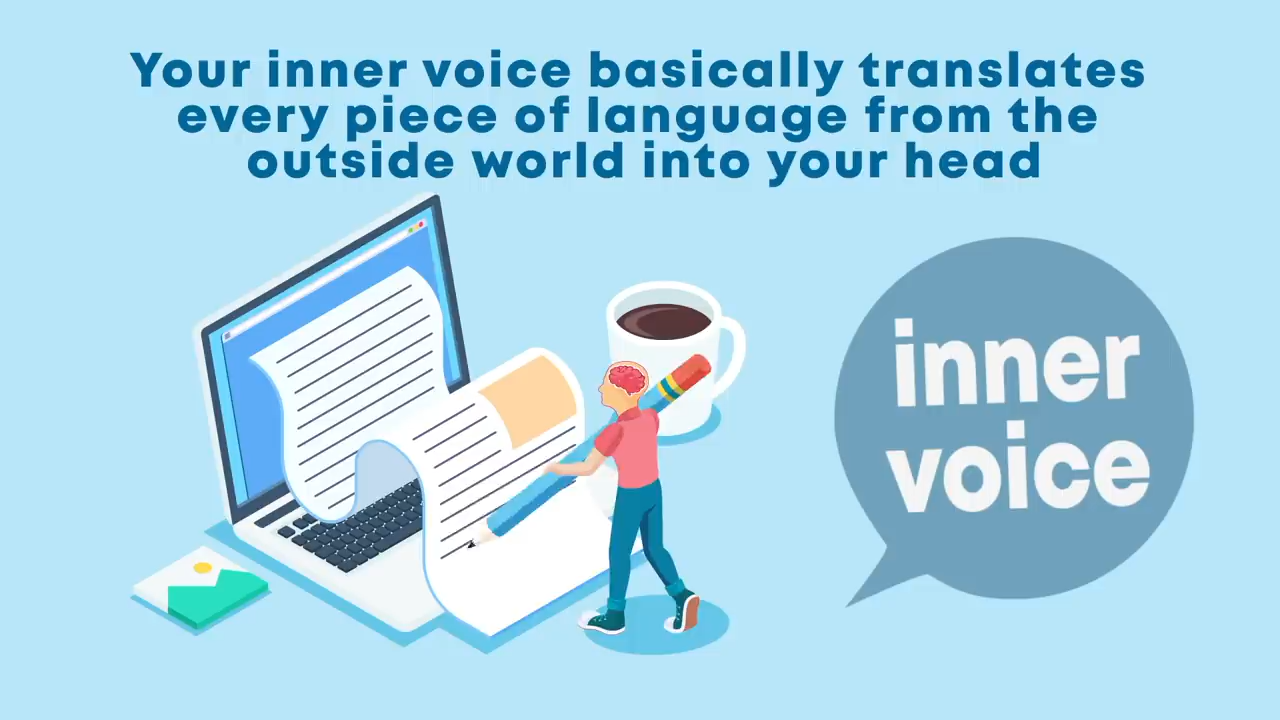 Your inner voice basically translates
every piece of language from the
outside world into your head
inner
voice